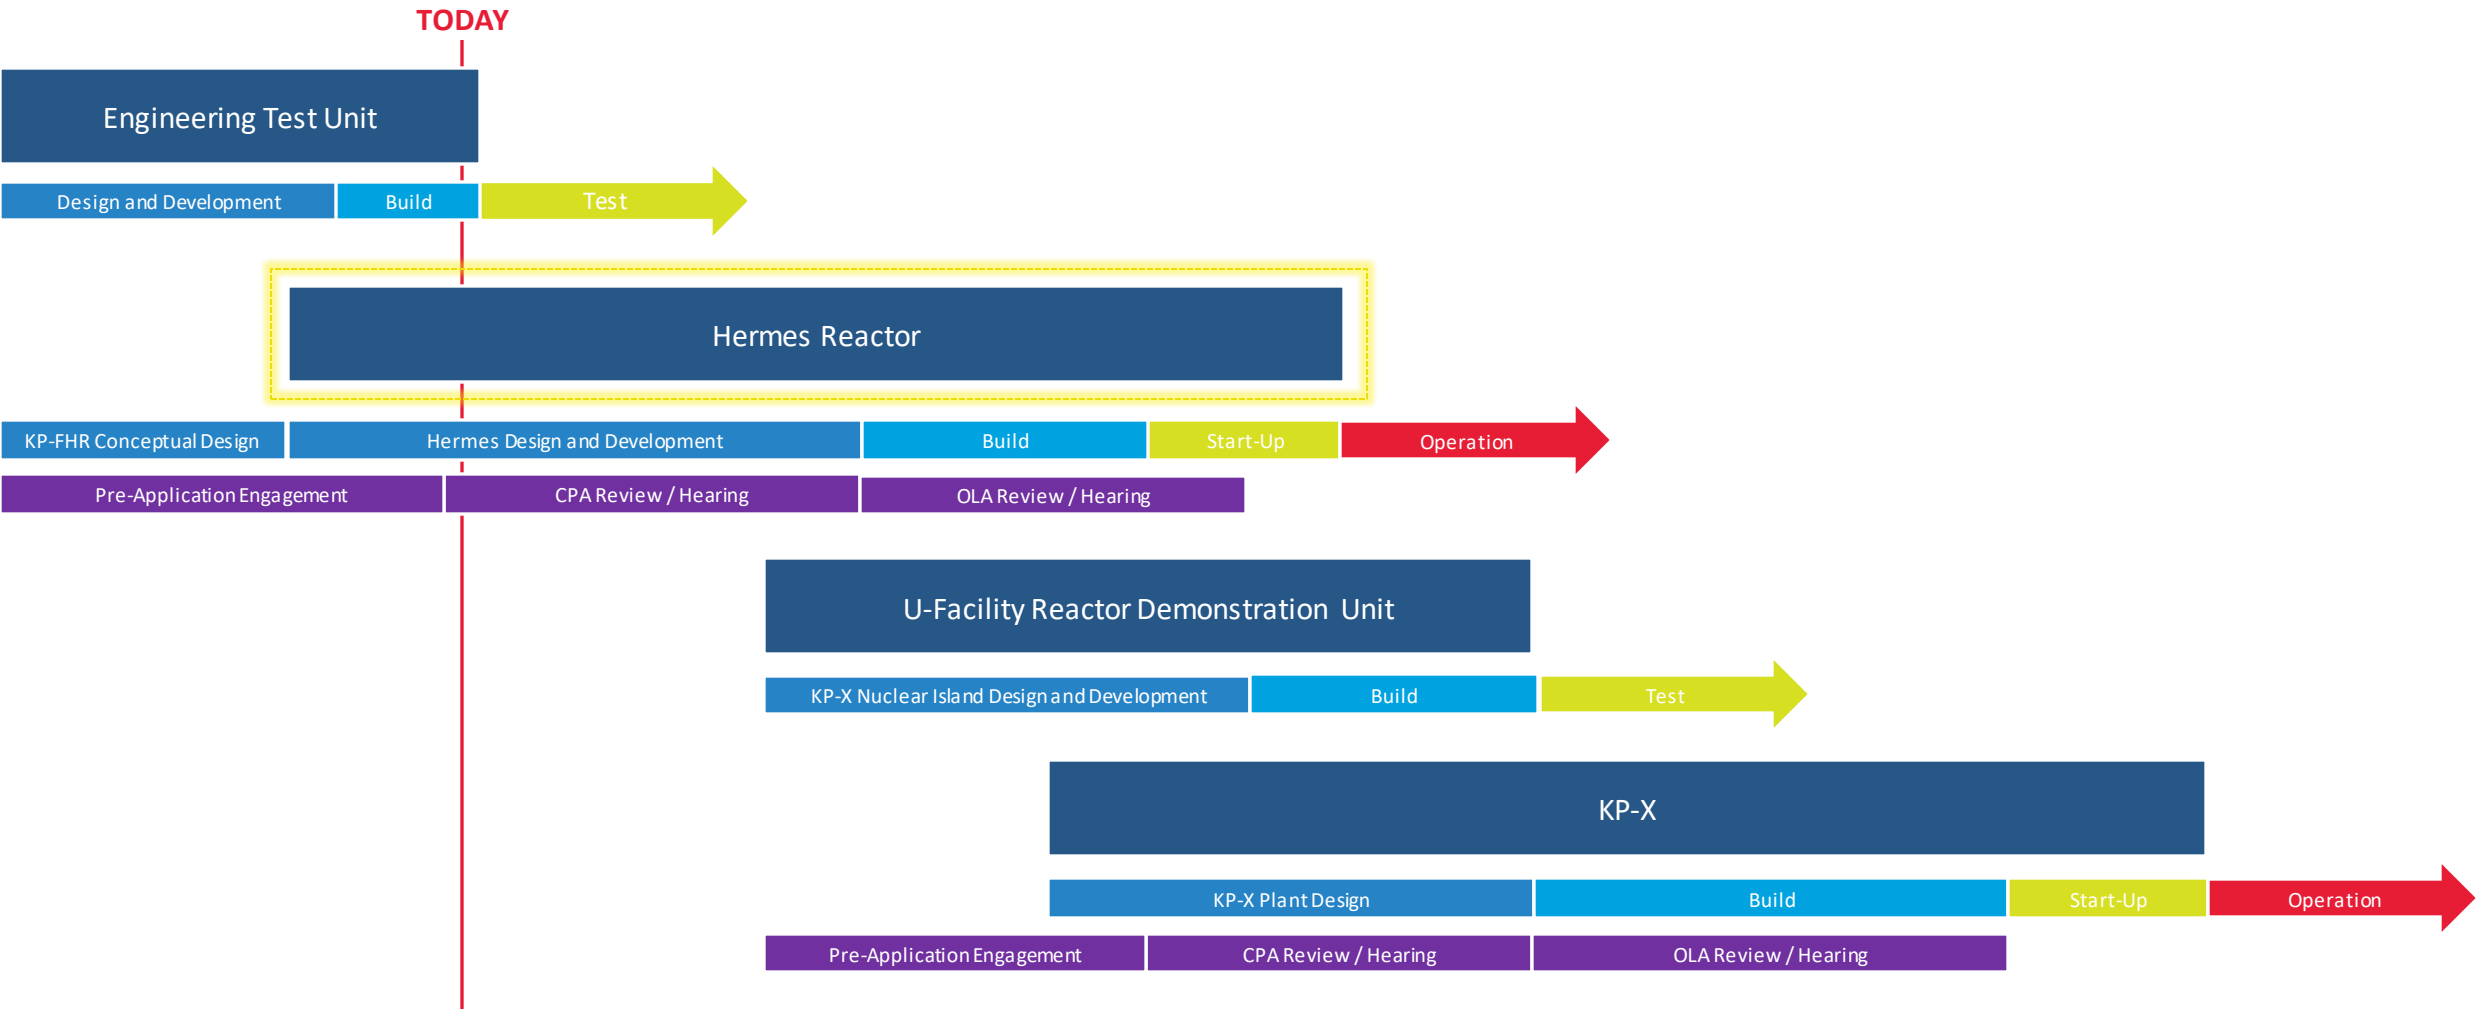 TODAY
Engineering Test Unit
Design and Development
Build
Test
Hermes Reactor
KP-FHR Conceptual Design
Hermes Design and Development
Build
Start-Up
Operation
Pre-Application Engagement
CPA Review / Hearing
OLA Review / Hearing
U-Facility Reactor Demonstration Unit
KP-X Nuclear Island Design and Development
Build
Test
KP-X
KP-X Plant Design
Build
Start-Up
Operation
Pre-Application Engagement
CPA Review / Hearing
OLA Review / Hearing